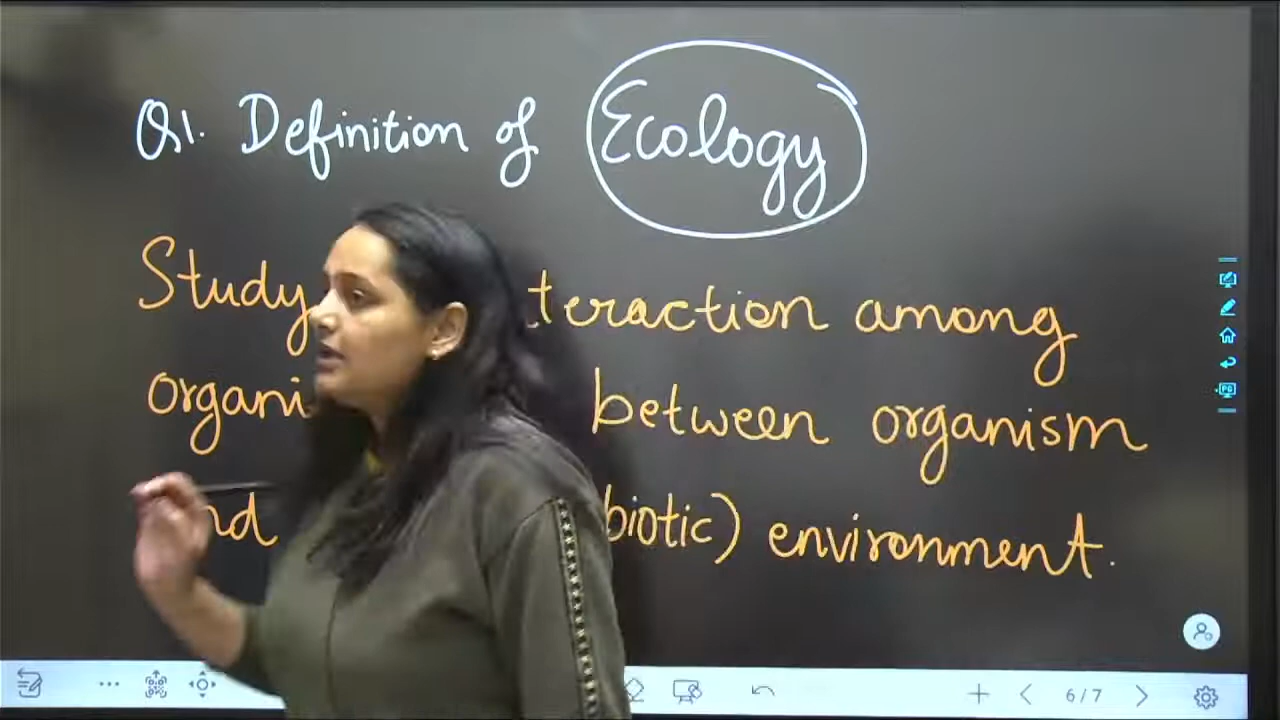 Q1. Definition of Ecology
Study teraction among
organi between organism
nd biotic) environment.
6/7